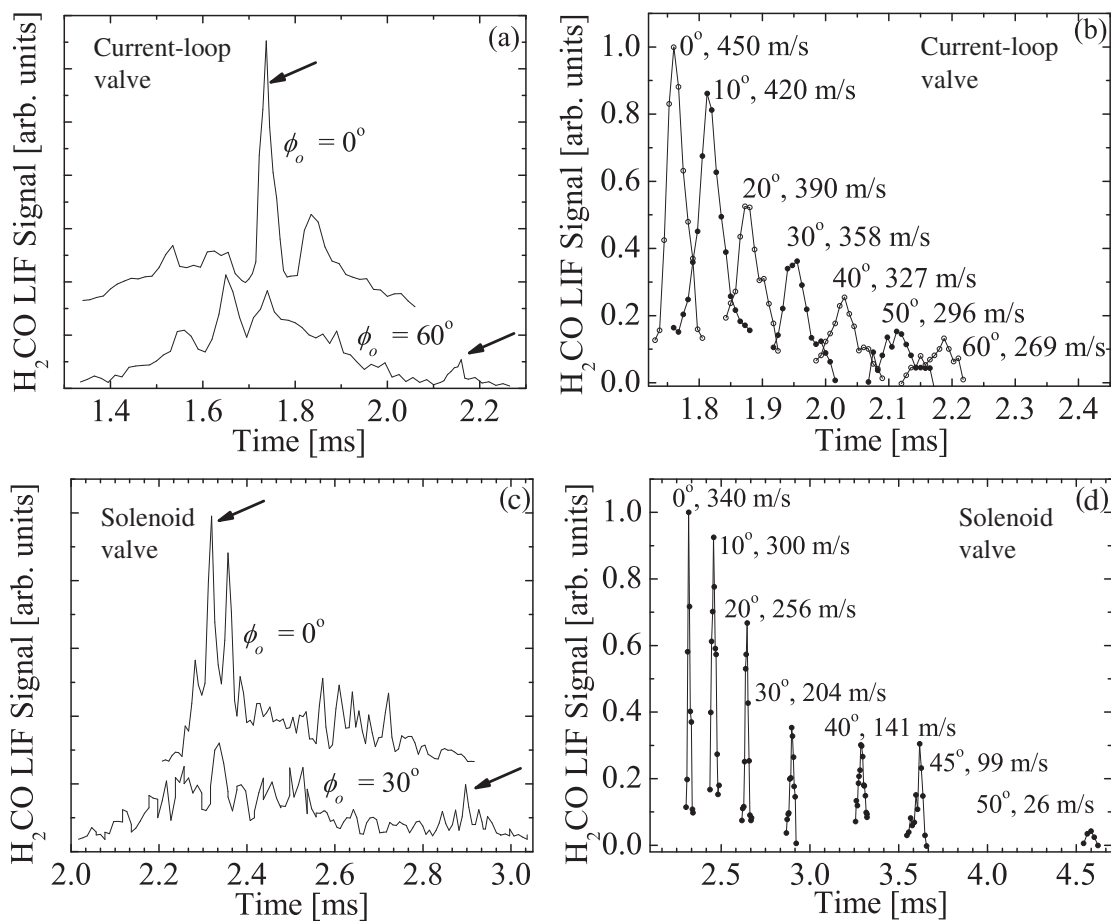 (a)
Current-loop
valve
ϕₒ = 0°
ϕₒ = 60°
H₂CO LIF Signal [arb. units]
1.4 1.6 1.8 2.0 2.2
Time [ms]
(b)
Current-loop
valve
0°, 450 m/s
10°, 420 m/s
20°, 390 m/s
30°, 358 m/s
40°, 327 m/s
50°, 296 m/s
60°, 269m/s
H₂CO LIF Signal [arb. units]
1.0
0.8
0.6
0.4
0.2
0.0
1.8 1.9 2.0 2.1 2.2 2.3 2.4
Time [ms]
(c)
Solenoid
valve
ϕₒ = 0°
ϕₒ = 30°
H₂CO LIF Signal [arb. units]
2.0 2.2 2.4 2.6 2.8 3.0
Time [ms]
(d)
Solenoid
valve
0°, 340 m/s
10°, 300 m/s
20°, 256 m/s
30°, 204 m/s
40°, 141 m/s
45°, 99 m/s
50°, 26 m/s
H₂CO LIF Signal [arb. units]
1.0
0.8
0.6
0.4
0.2
0.0
2.5 3.0 3.5 4.0 4.5
Time [ms]